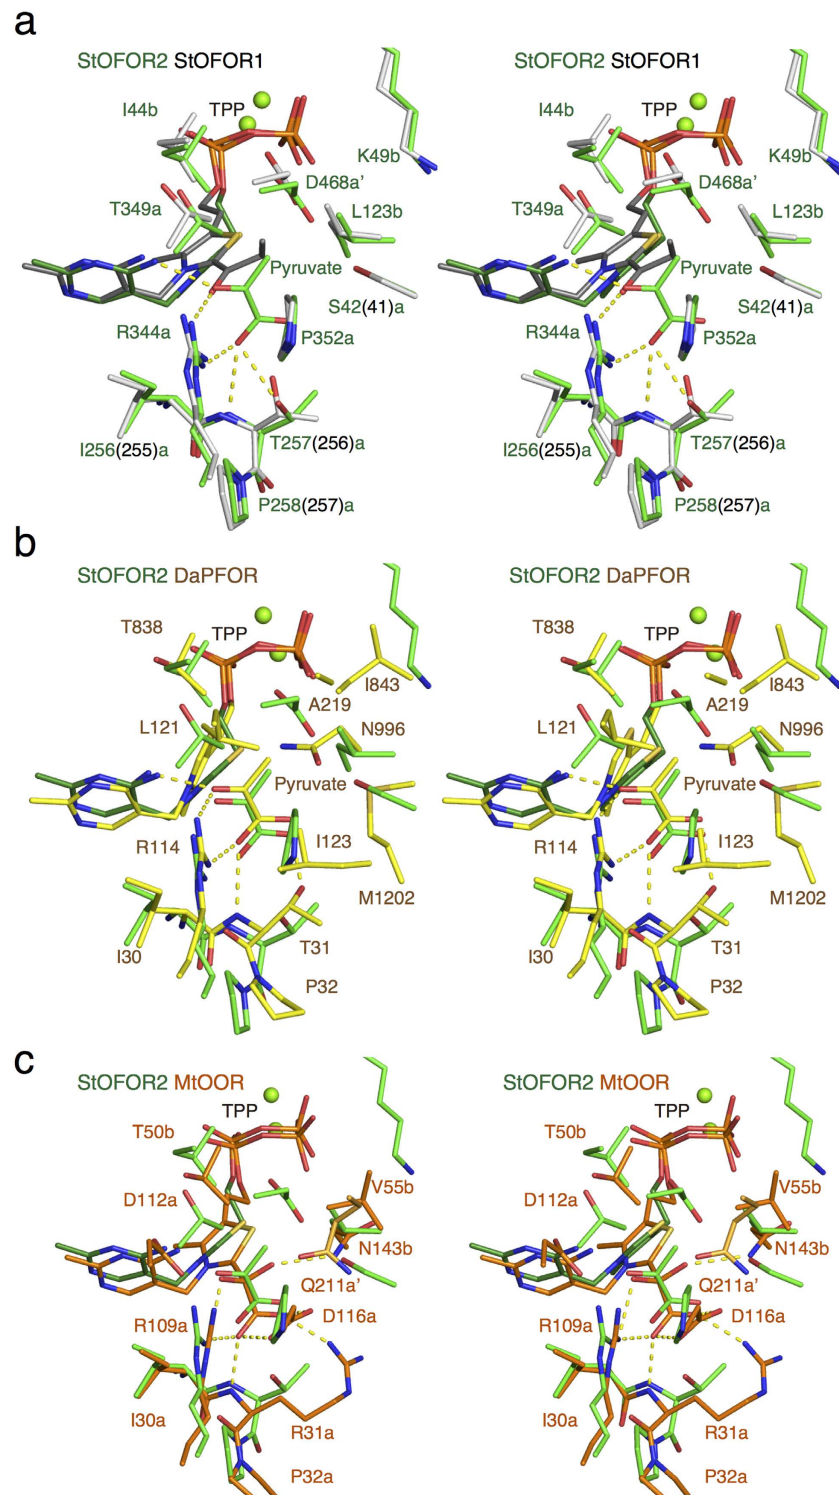 a
StOFOR2 StOFOR1 StOFOR2 StOFOR1
I44b TPP I44b TPP
K49b K49b
D468a' D468a'
T349a L123b T349a L123b
Pyruvate Pyruvate
S42(41)a S42(41)a
R344a P352a R344a P352a
I256(255)a T257(256)a I256(255)a T257(256)a
P258(257)a P258(257)a
b
StOFOR2 DaPFOR StOFOR2 DaPFOR
T838 TPP T838 TPP
I843 I843
A219 A219
L121 N996 L121 N996
Pyruvate Pyruvate
R114 I123 R114 I123
M1202 M1202
I30 T31 I30 T31
P32 P32
c
StOFOR2 MtOOR StOFOR2 MtOOR
TPP TPP
T50b T50b
D112a V55b D112a V55b
N143b N143b
Q211a' Q211a'
R109a D116a R109a D116a
I30a R31a I30a R31a
P32a P32a